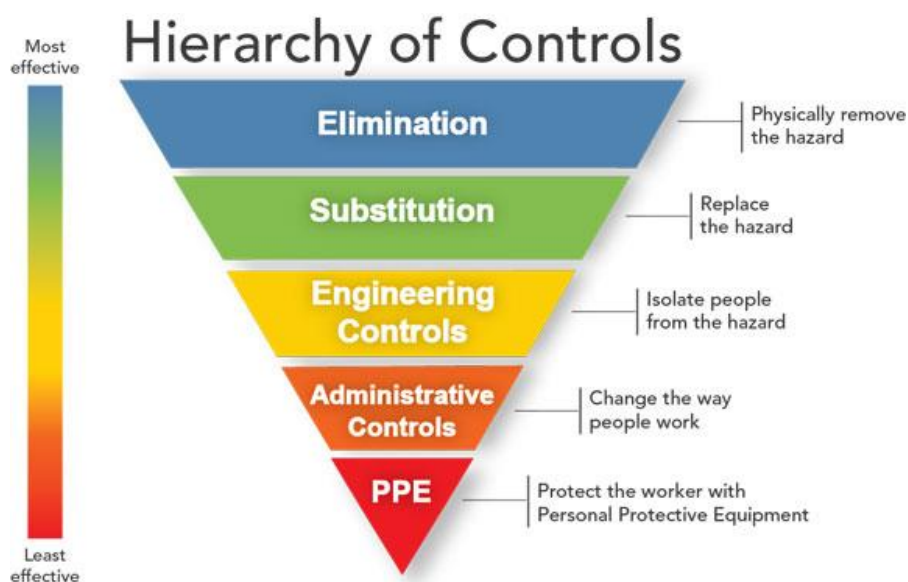 Hierarchy of Controls
Most
effective
Elimination
Physically remove
the hazard
Substitution
Replace
the hazard
Engineering
Controls
Isolate people
from the hazard
Administrative
Controls
Change the way
people work
PPE
Protect the worker with
Personal Protective Equipment
Least
effective